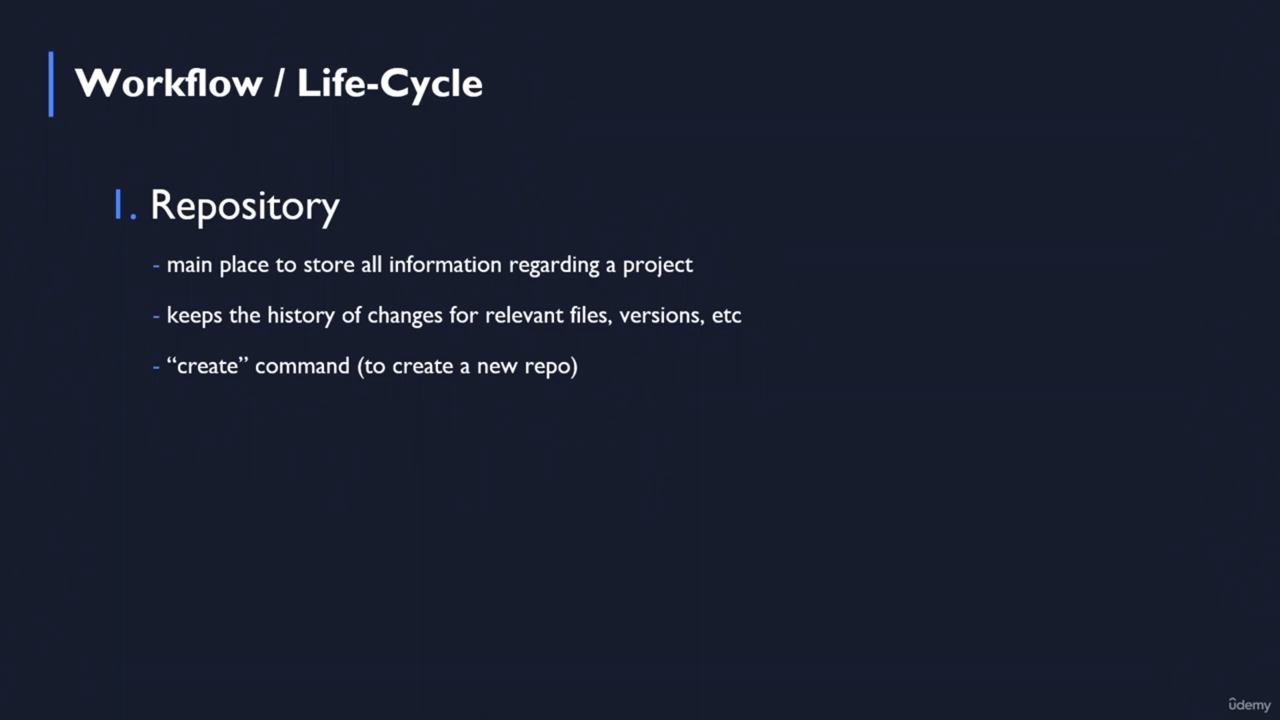 Workflow / Life-Cycle
1. Repository
- main place to store all information regarding a project
- keeps the history of changes for relevant files, versions, etc
- “create” command (to create a new repo)
ûdemy